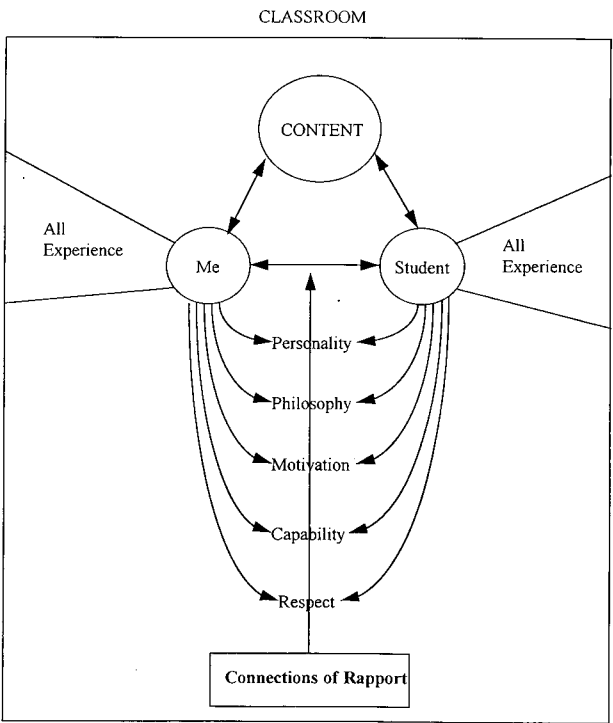 CLASSROOM
CONTENT
All
Experience
Me
Student
All
Experience
Personality
Philosophy
Motivation
Capability
Respect
Connections of Rapport